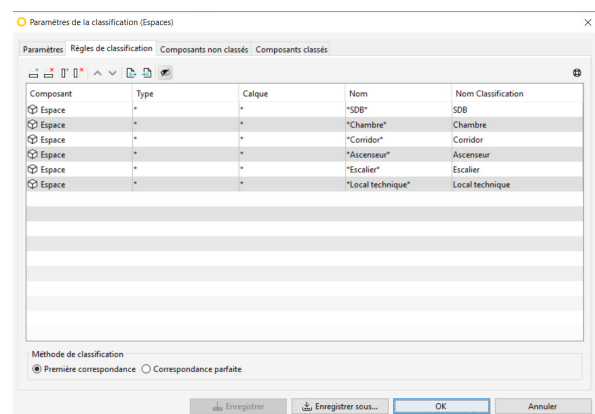 Paramètres de la classification (Espaces)
Paramètres Règles de classification Composants non classés Composants classés
Composant Type Calque Nom Nom Classification
Espace * * *SDB* SDB
Espace * * *Chambre* Chambre
Espace * * *Corridor* Corridor
Espace * * *Ascenseur* Ascenseur
Espace * * *Escalier* Escalier
Espace * * *Local technique* Local technique
Méthode de classification
Première correspondance Correspondance parfaite
Enregistrer Enregistrer sous... OK Annuler